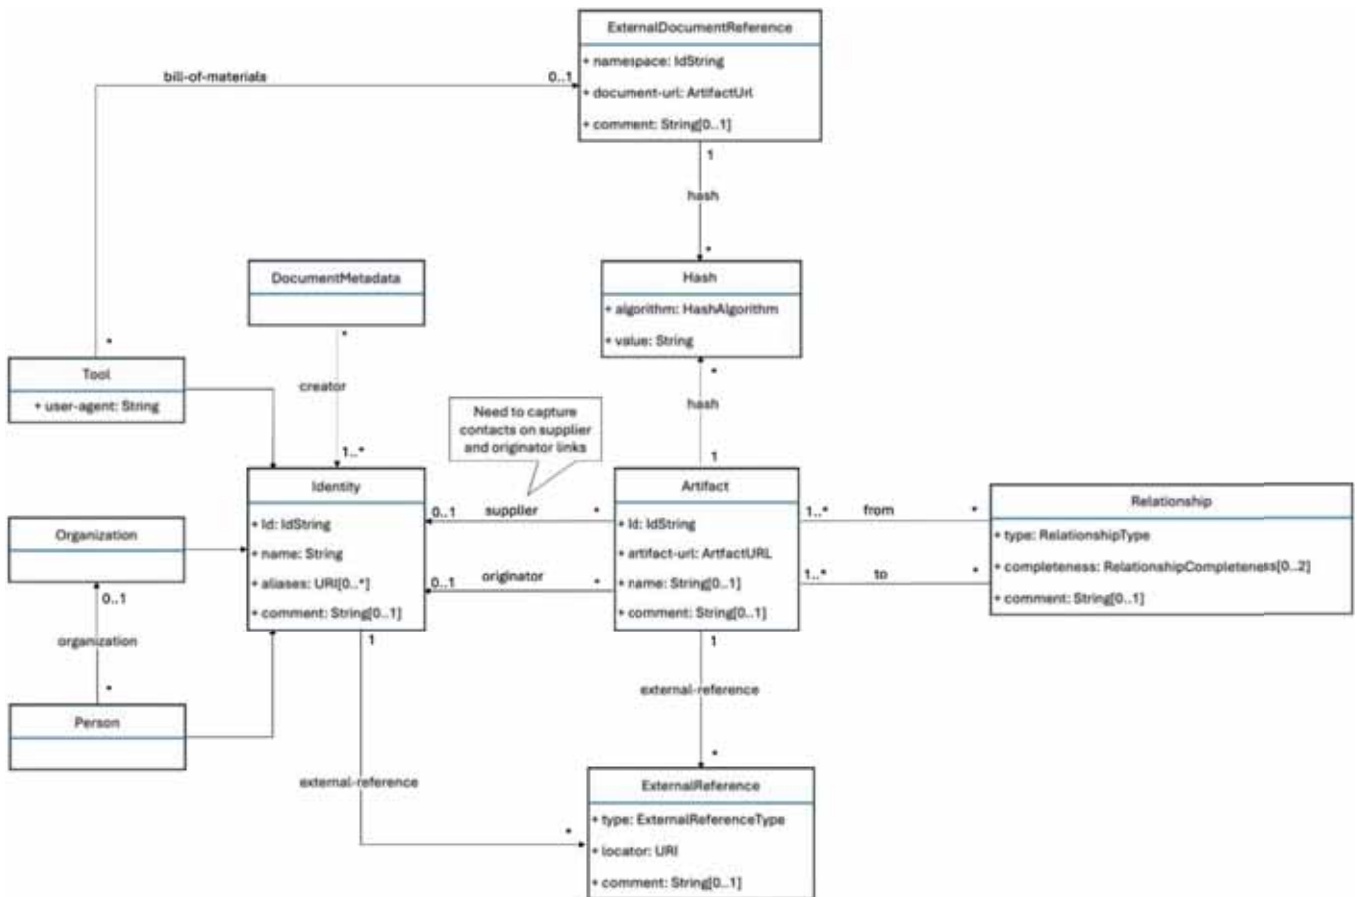 ExternalDocumentReference
+ namespace: IdString
+ document-url: ArtifactUrl
+ comment: String[0..1]
bill-of-materials
0..1
1
hash
*
DocumentMetadata
Hash
+ algorithm: HashAlgorithm
+ value: String
*
*
Tool
+ user-agent: String
creator
1..*
*
hash
1
Need to capture
contacts on supplier
and originator links
Identity
+ Id: IdString
+ name: String
+ aliases: URI[0..*]
+ comment: String[0..1]
0..1
supplier
*
0..1
originator
*
Artifact
+ Id: IdString
+ artifact-url: ArtfactURL
+ name: String[0..1]
+ comment: String[0..1]
1..*
from
*
1..*
to
*
Relationship
+ type: RelationshipType
+ completeness: RelationshipCompleteness[0..2]
+ comment: String[0..1]
Organization
0..1
organization
*
Person
1
external-reference
*
1
external-reference
*
ExternalReference
+ type: ExternalReferenceType
+ locator: URI
+ comment: String[0..1]